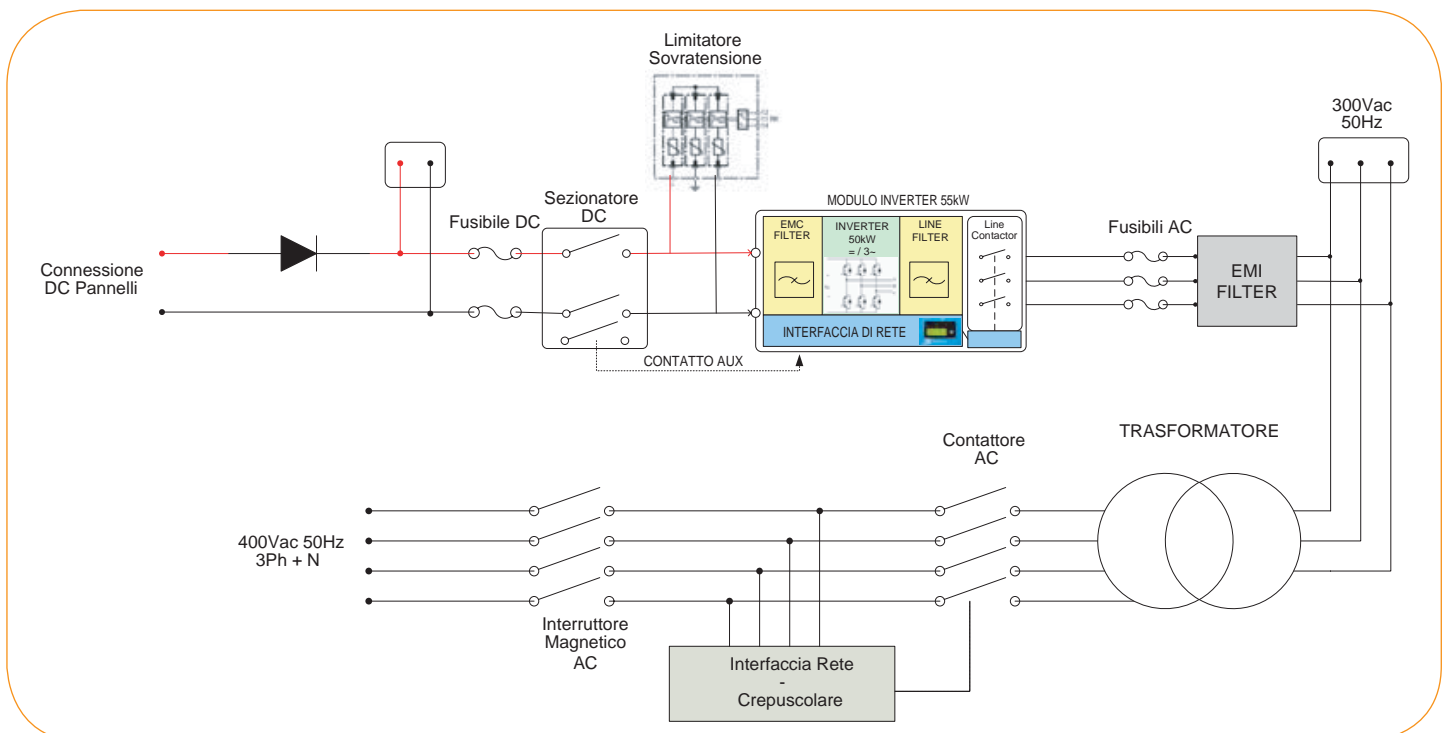 Limitatore
Sovratensione
300Vac
50Hz
Sezionatore
DC
Fusibile DC
MODULO INVERTER 55kW
EMC
FILTER
INVERTER
50kW
= / 3~
LINE
FILTER
Line
Contactor
Fusibili AC
Connessione
DC Pannelli
EMI
FILTER
INTERFACCIA DI RETE
CONTATTO AUX
Contattore
AC
TRASFORMATORE
400Vac 50Hz
3Ph + N
Interruttore
Magnetico
AC
Interfaccia Rete
-
Crepuscolare